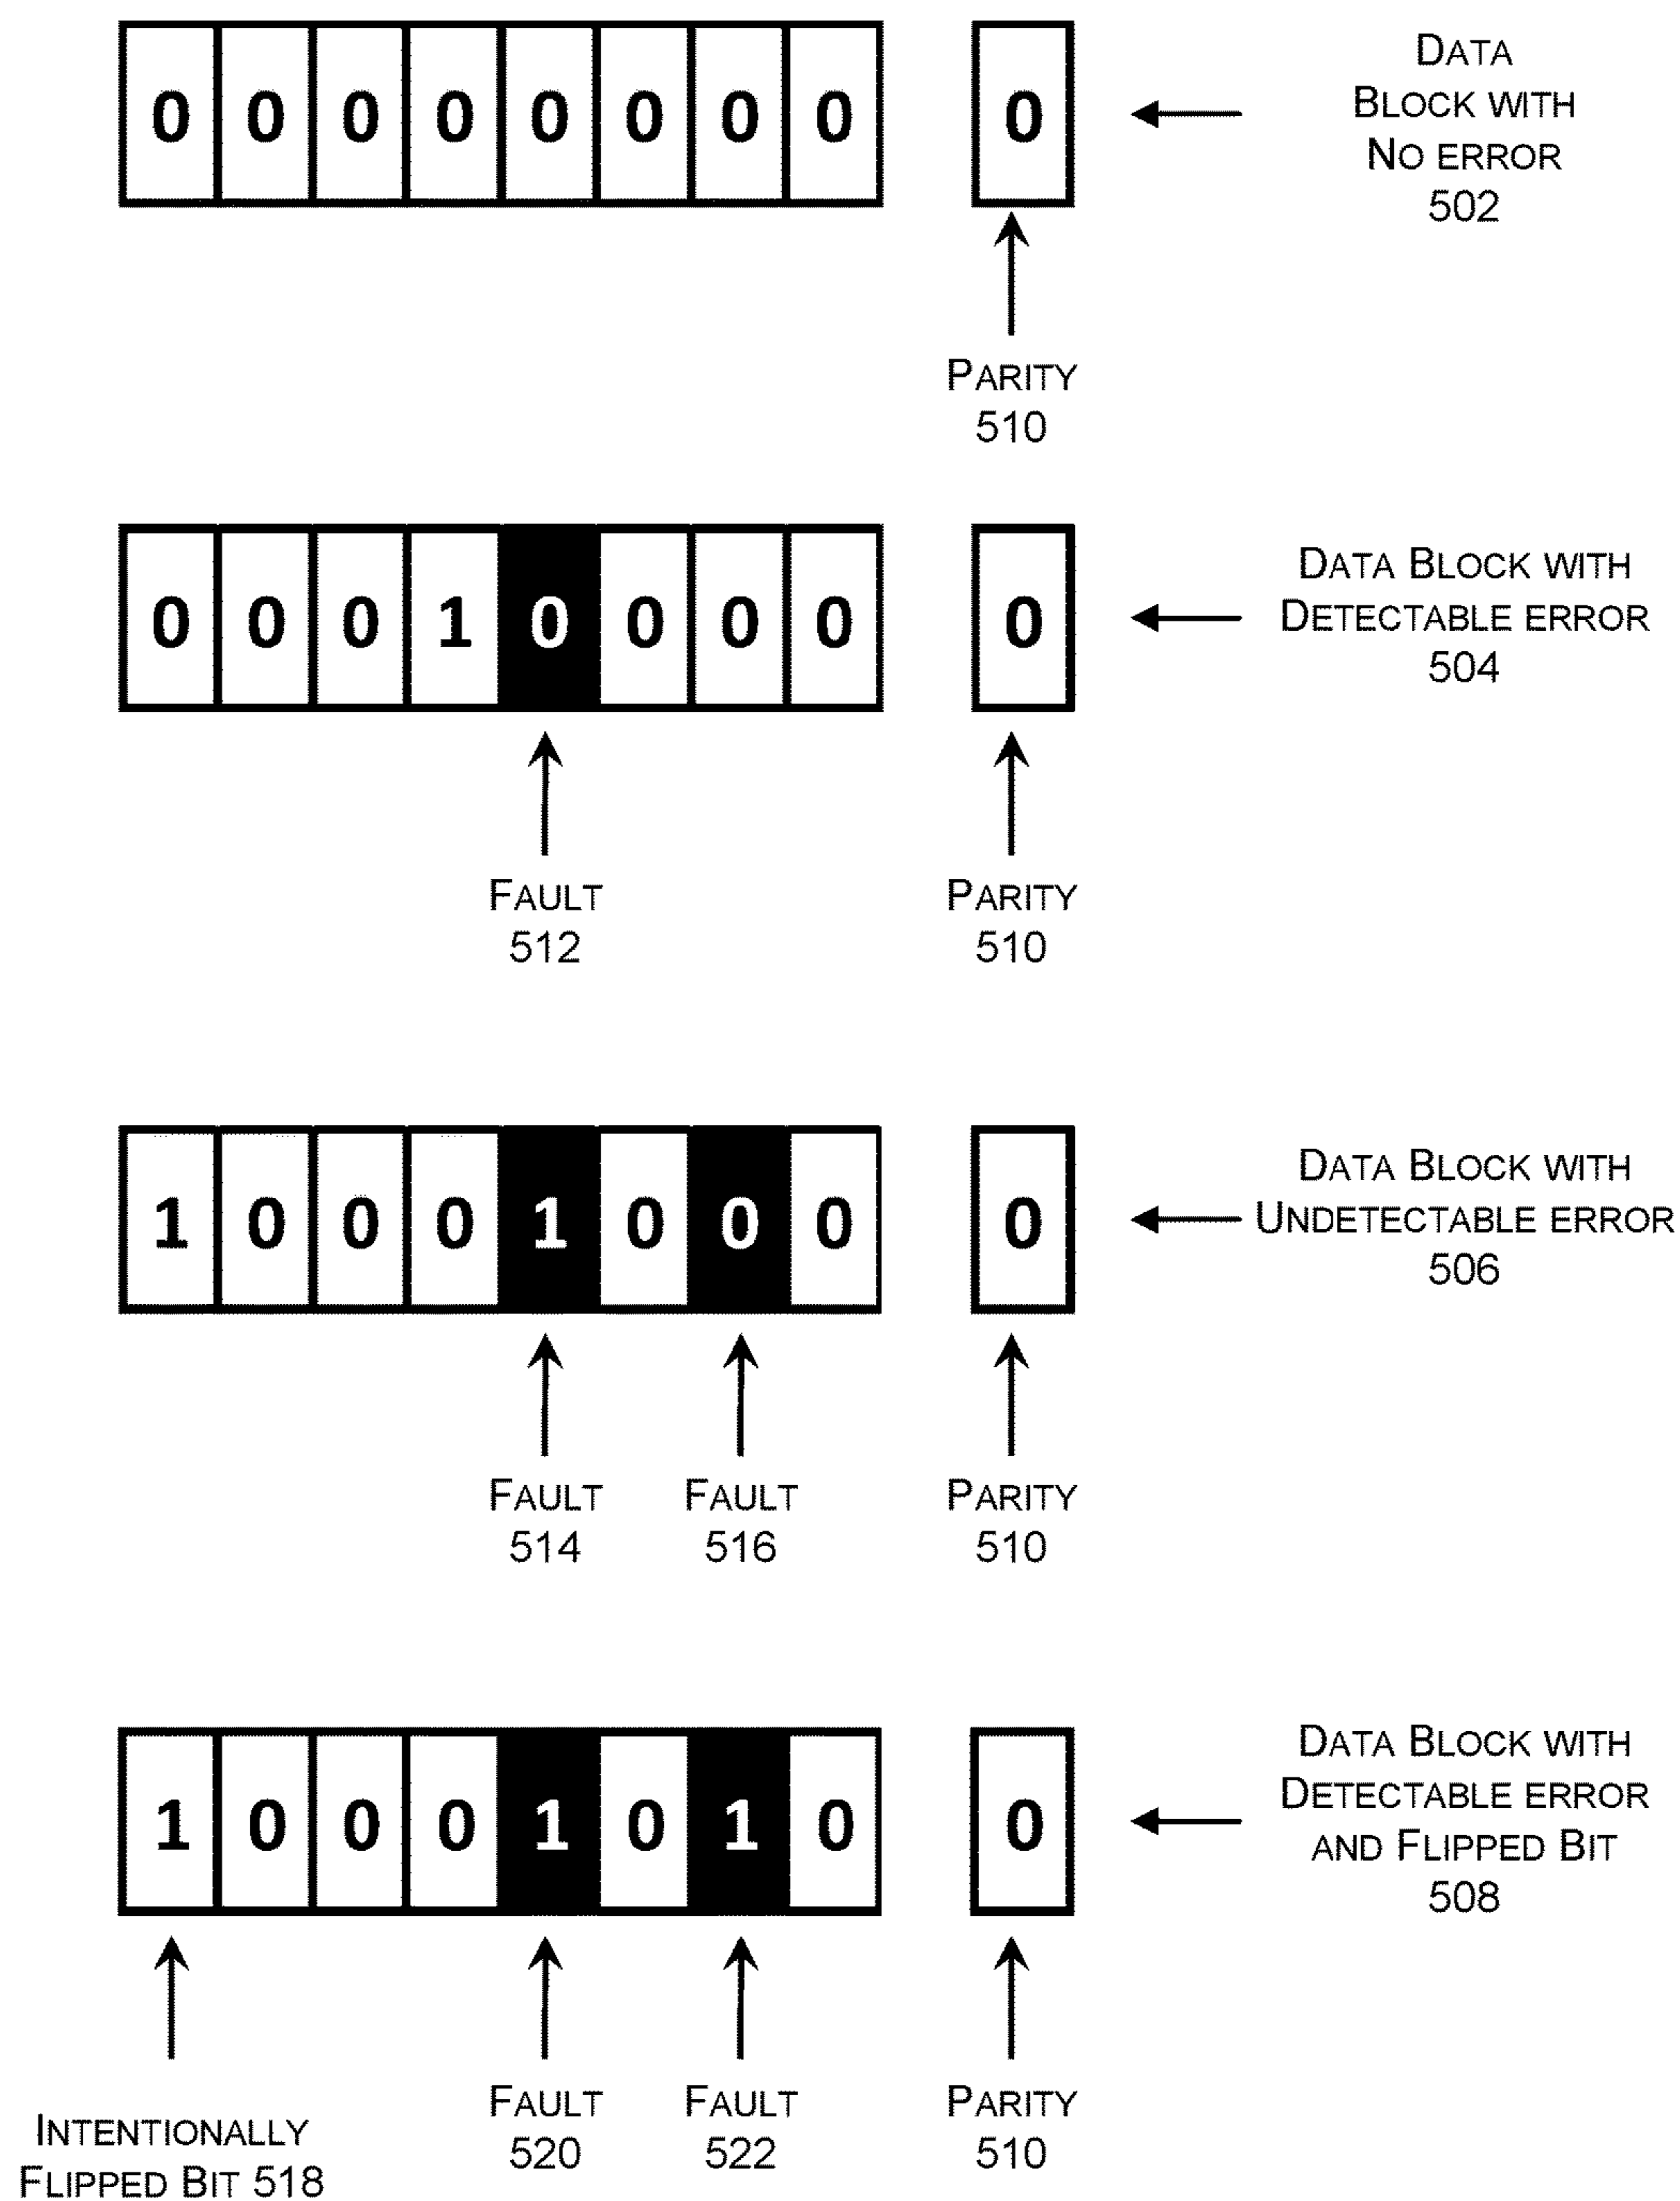 0 0 0 0 0 0 0 0 0
DATA
BLOCK WITH
NO ERROR
502
PARITY
510
0 0 0 1 0 0 0 0 0
DATA BLOCK WITH
DETECTABLE ERROR
504
FAULT
512
PARITY
510
1 0 0 0 1 0 0 0 0
DATA BLOCK WITH
UNDETECTABLE ERROR
506
FAULT
514
FAULT
516
PARITY
510
1 0 0 0 1 0 1 0 0
DATA BLOCK WITH
DETECTABLE ERROR
AND FLIPPED BIT
508
INTENTIONALLY
FLIPPED BIT 518
FAULT
520
FAULT
522
PARITY
510